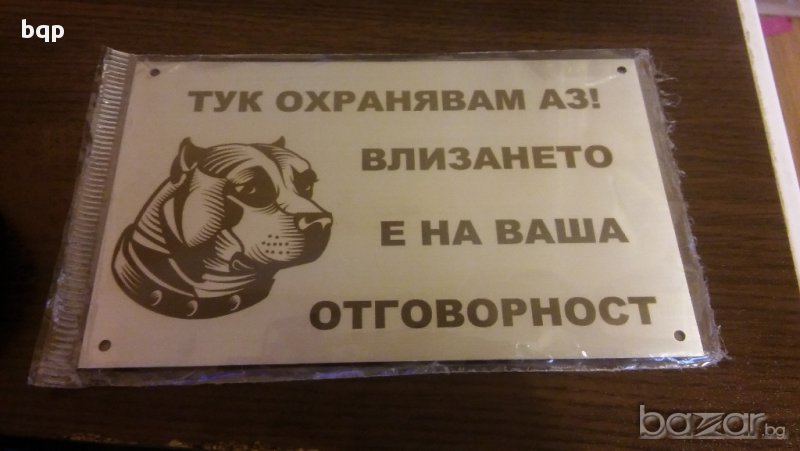 bqp
ТУК ОХРАНЯВАМ АЗ!
ВЛИЗАНЕТО
Е НА ВАША
ОТГОВОРНОСТ
bazar.bg